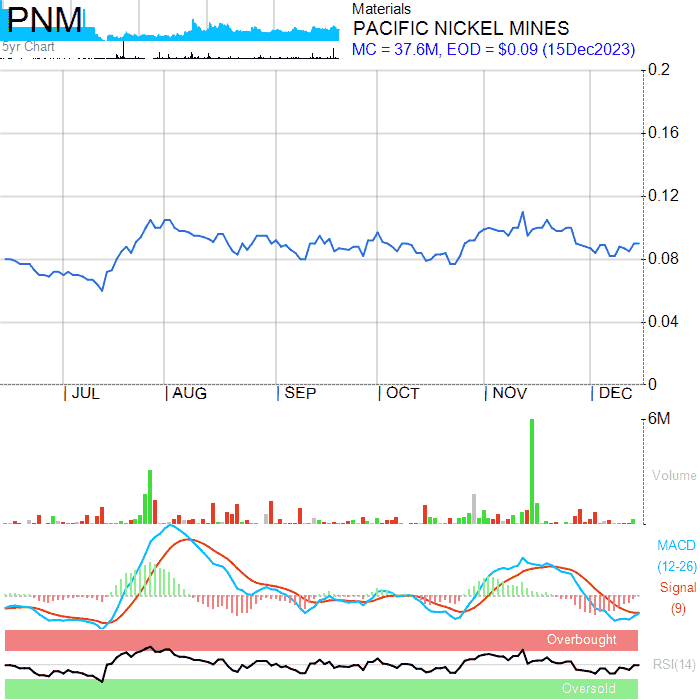 PNM
5yr Chart
Materials
PACIFIC NICKEL MINES
MC = 37.6M, EOD = $0.09 (15Dec2023)
0.2
0.16
0.12
0.08
0.04
0
JUL AUG SEP OCT NOV DEC
6M
Volume
MACD
(12-26)
Signal
(9)
Overbought
RSI(14)
Oversold